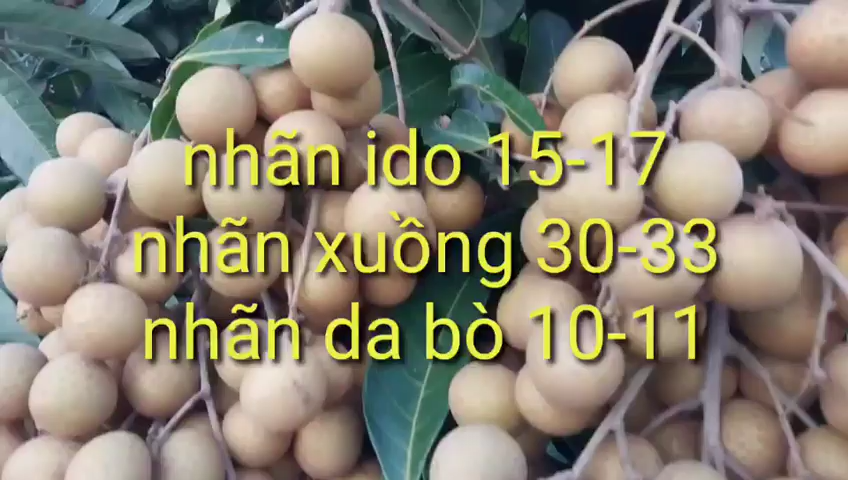 nhãn ido 15-17
nhãn xuồng 30-33
nhãn da bò 10-11